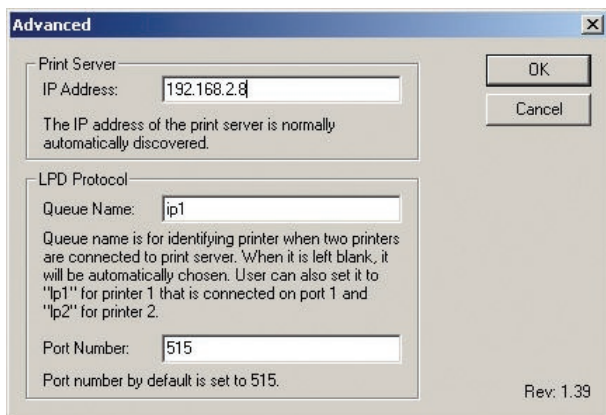 Advanced
Print Server
IP Address: 192.168.2.8
The IP address of the print server is normally
automatically discovered.
OK
Cancel
LPD Protocol
Queue Name: ip1
Queue name is for identifying printer when two printers
are connected to print server. When it is left blank, it
will be automatically chosen. User can also set it to
"lp1" for printer 1 that is connected on port 1 and
"lp2" for printer 2.
Port Number: 515
Port number by default is set to 515.
Rev: 1.39